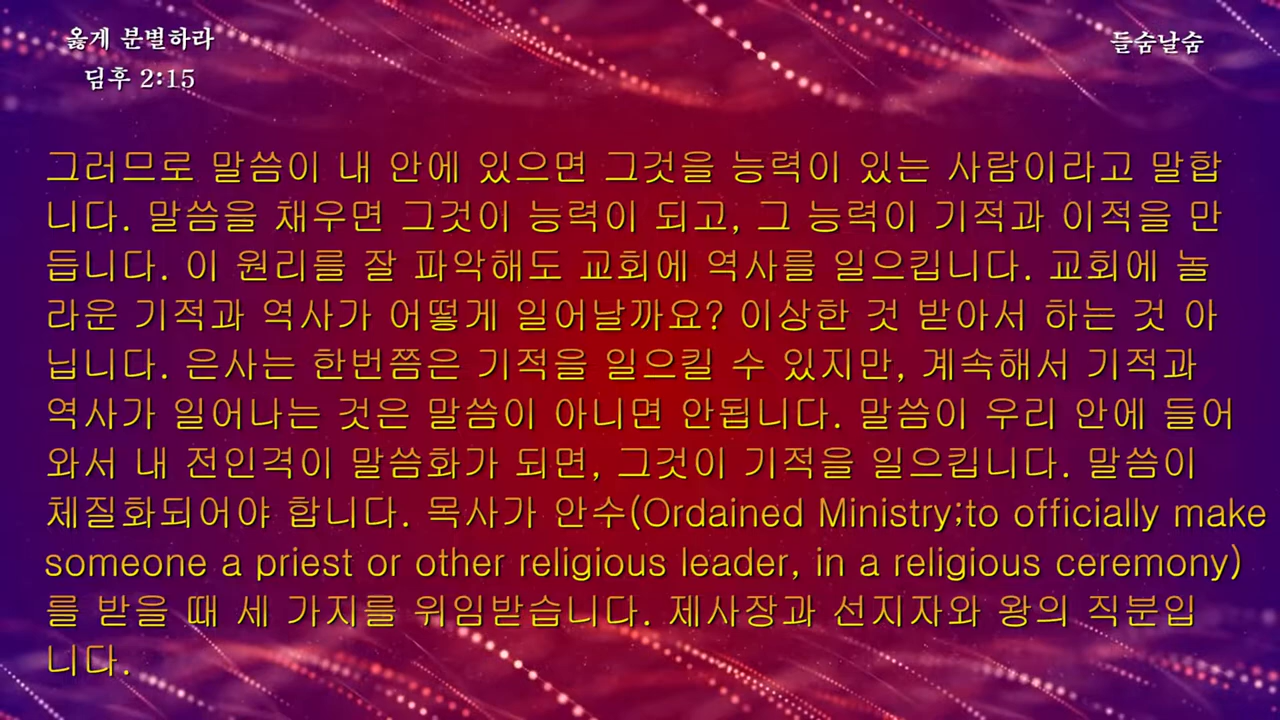 옳게 분별하라
딤후 2:15
들숨날숨
그러므로 말씀이 내 안에 있으면 그것을 능력이 있는 사람이라고 말합
니다. 말씀을 채우면 그것이 능력이 되고, 그 능력이 기적과 이적을 만
듭니다. 이 원리를 잘 파악해도 교회에 역사를 일으킵니다. 교회에 놀
라운 기적과 역사가 어떻게 일어날까요? 이상한 것 받아서 하는 것 아
닙니다. 은사는 한번쯤은 기적을 일으킬 수 있지만, 계속해서 기적과
역사가 일어나는 것은 말씀이 아니면 안됩니다. 말씀이 우리 안에 들어
와서 내 전인격이 말씀화가 되면, 그것이 기적을 일으킵니다. 말씀이
체질화되어야 합니다. 목사가 안수(Ordained Ministry;to officially make
someone a priest or other religious leader, in a religious ceremony)
를 받을 때 세 가지를 위임받습니다. 제사장과 선지자와 왕의 직분입
니다.